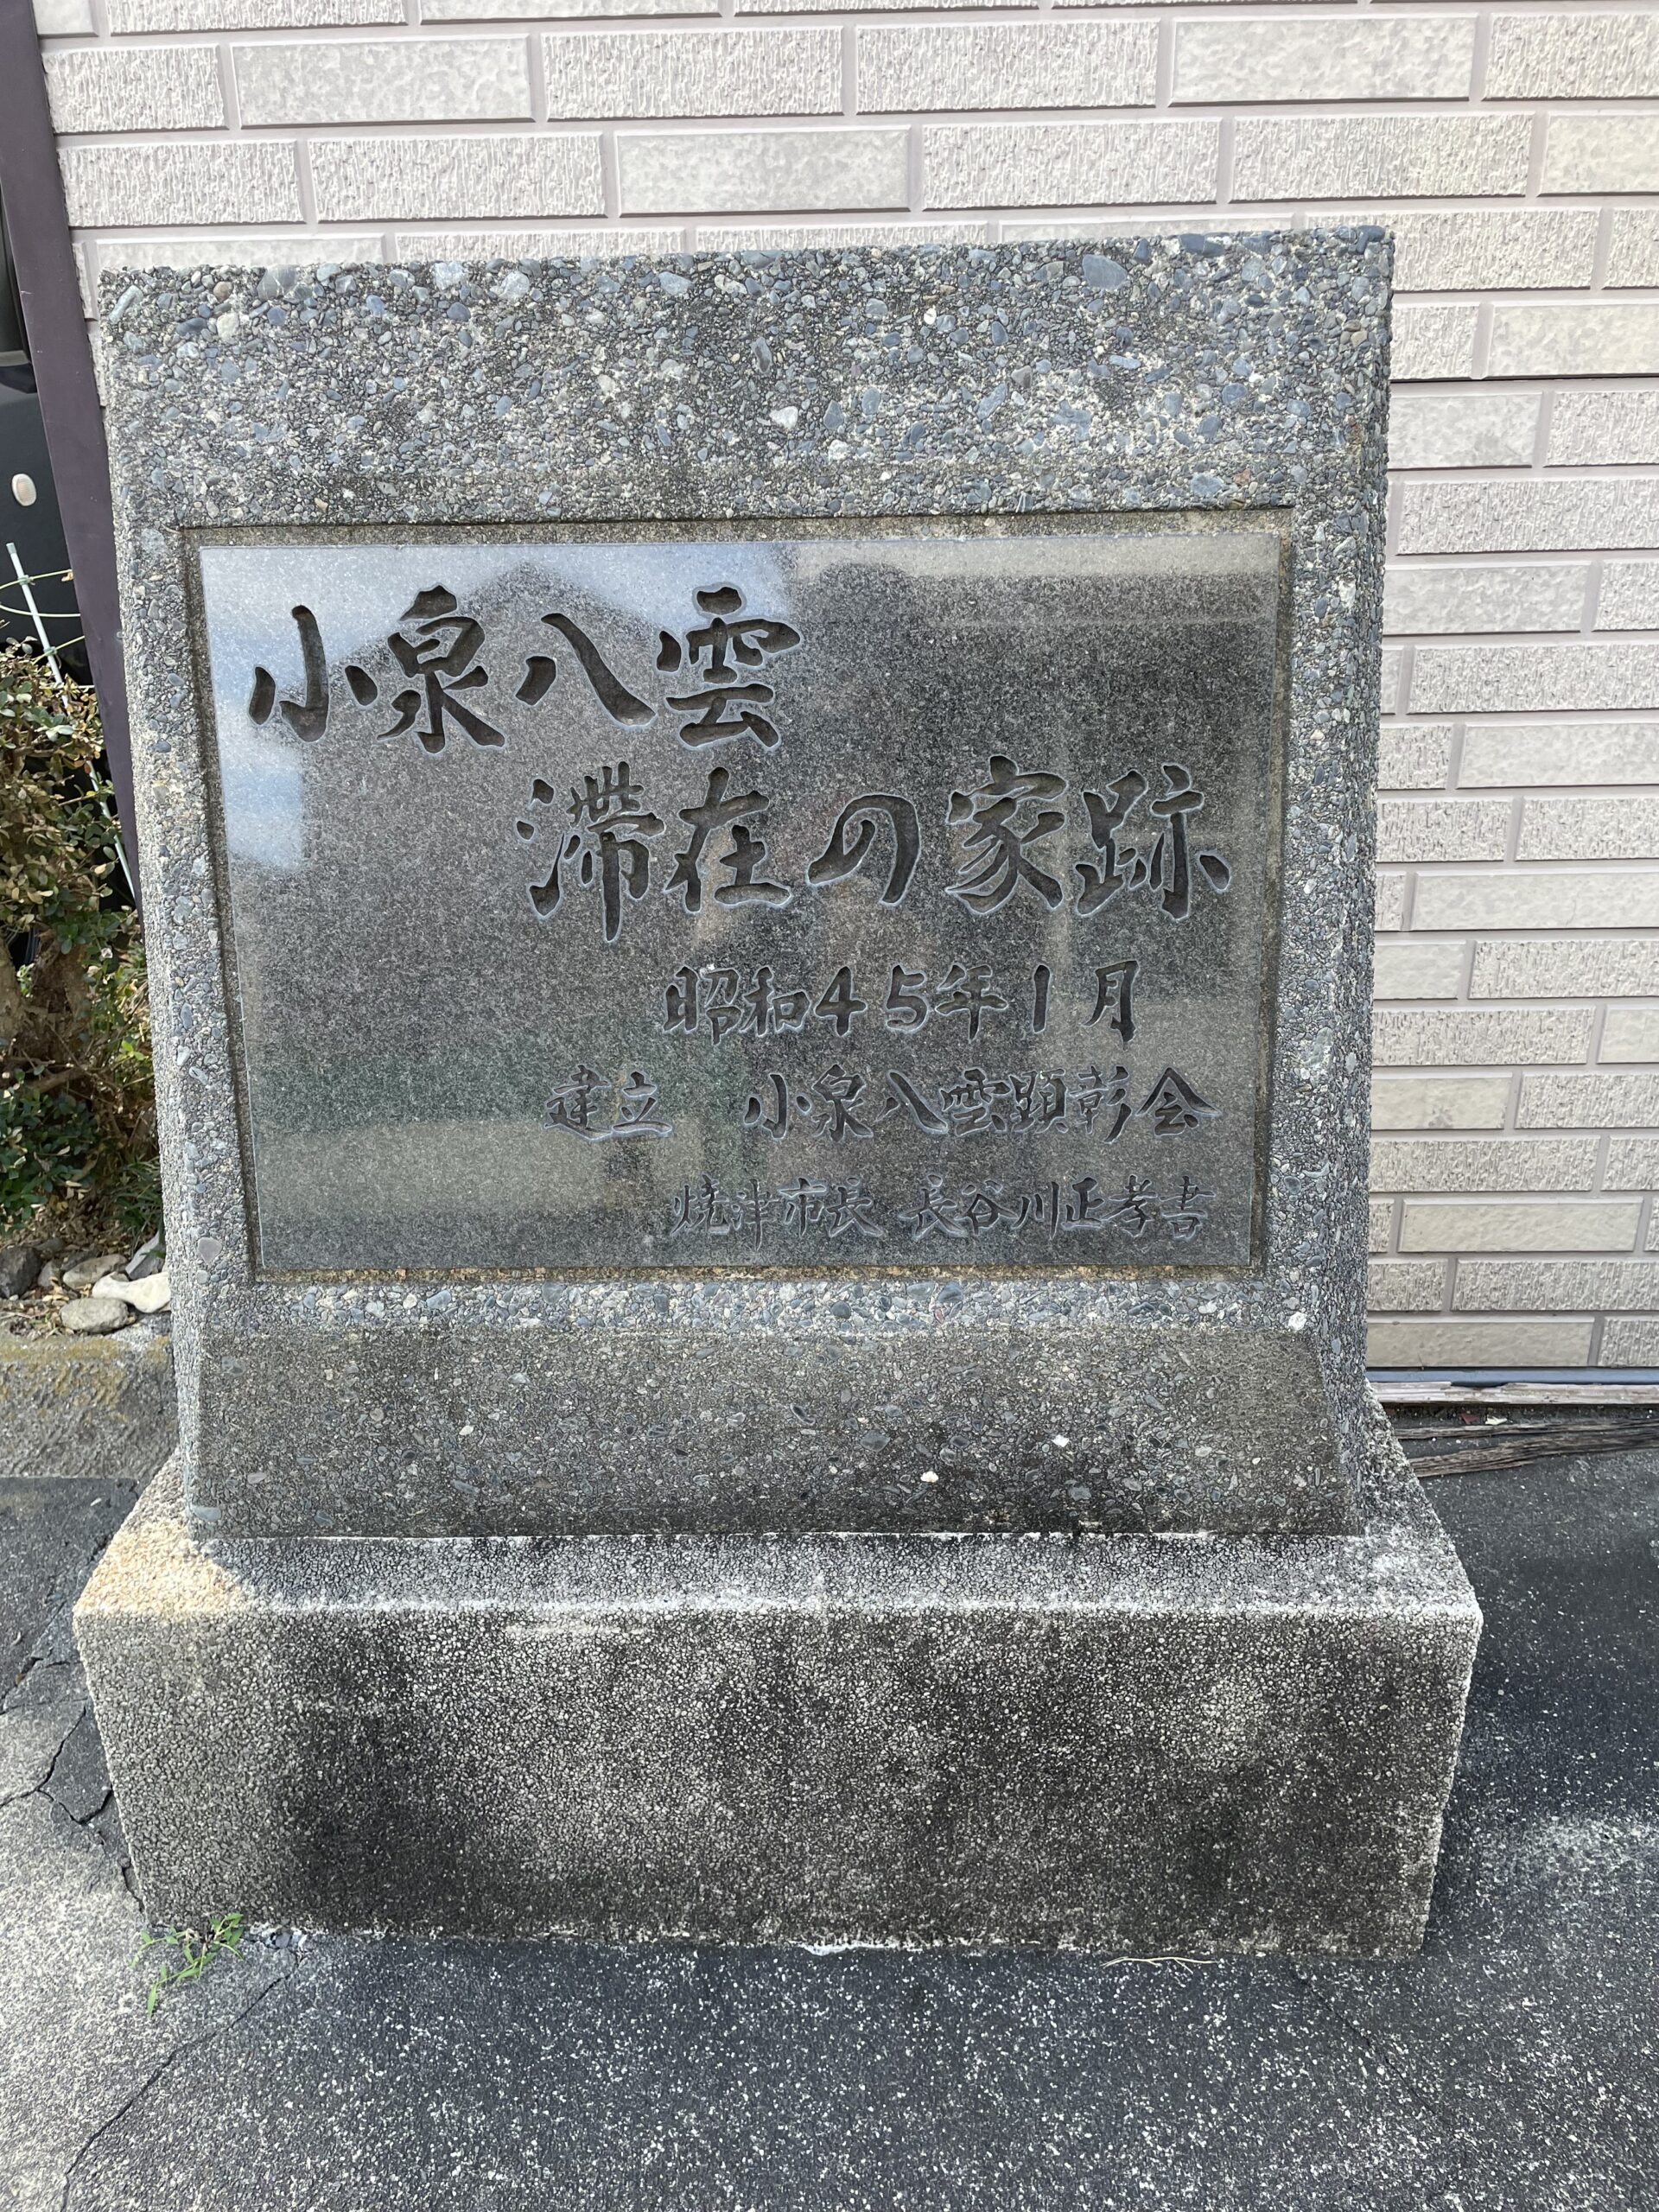 小泉八雲
滞在の家跡
昭和45年1月
建立 小泉八雲顕彰会
焼津市長 長谷川正孝書